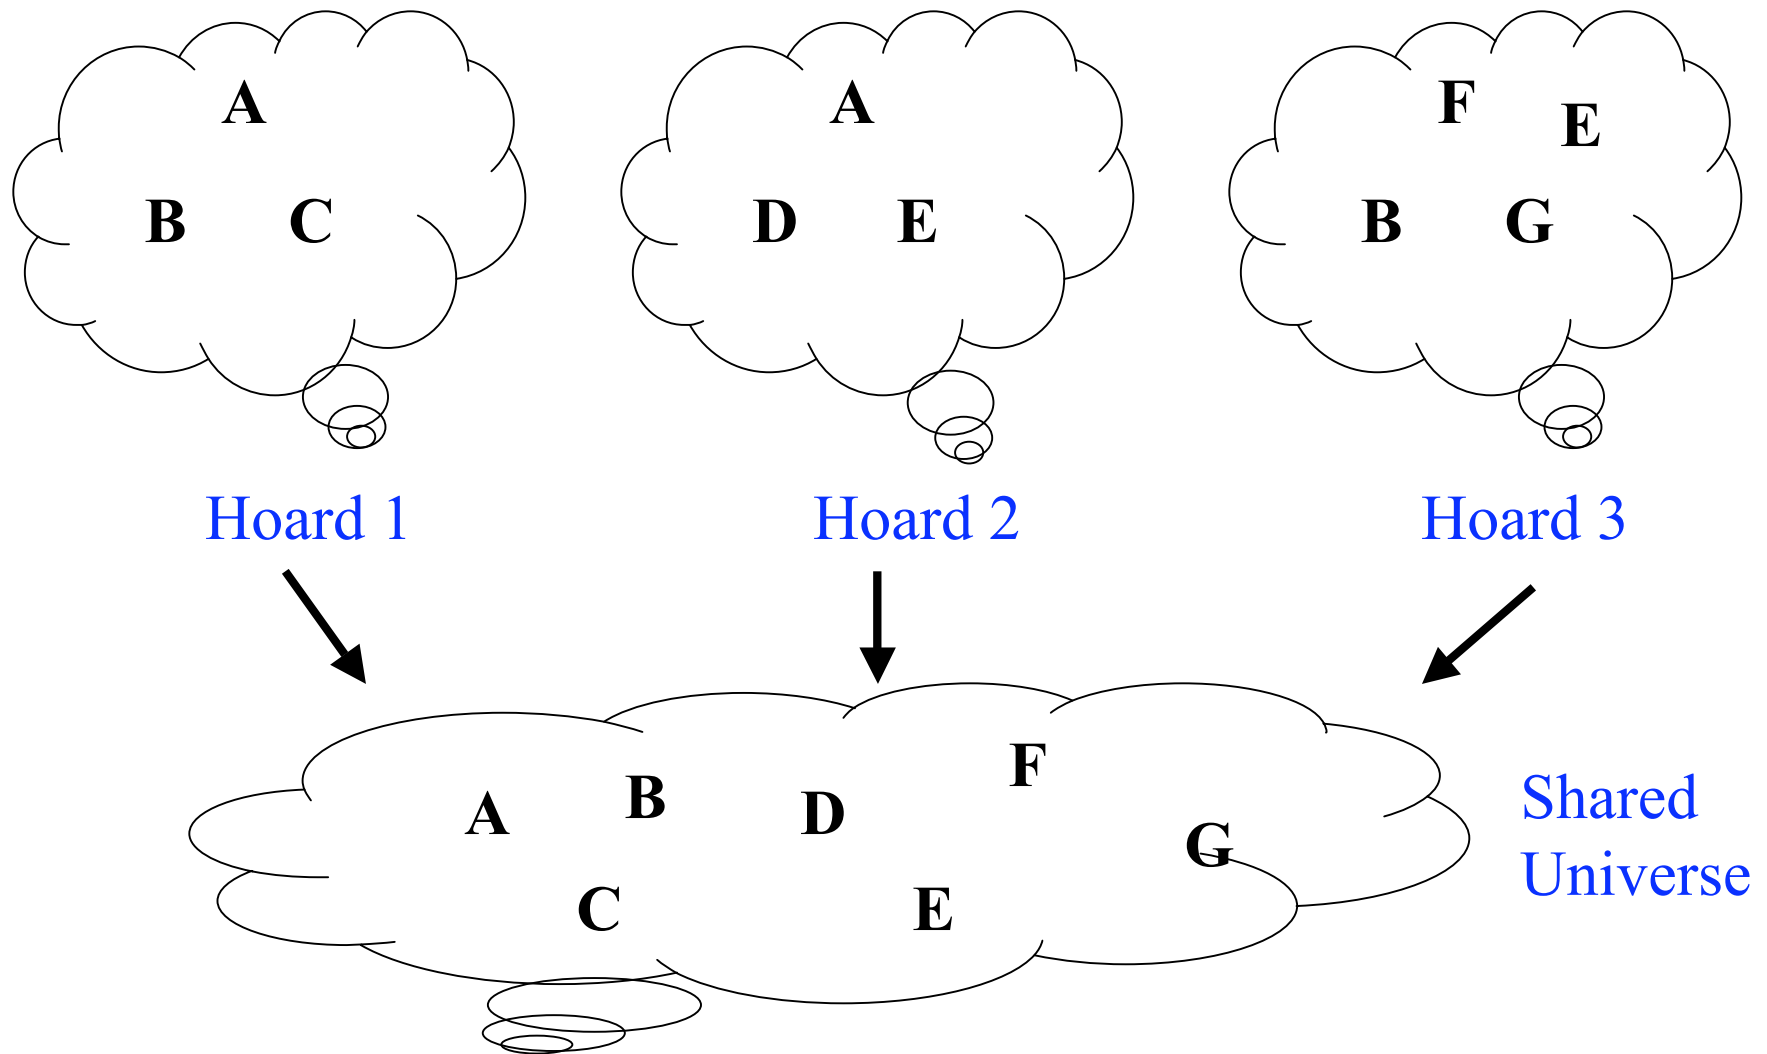 A
B C
Hoard 1
A
D E
Hoard 2
F E
B G
Hoard 3
A B D F G
C E
Shared
Universe